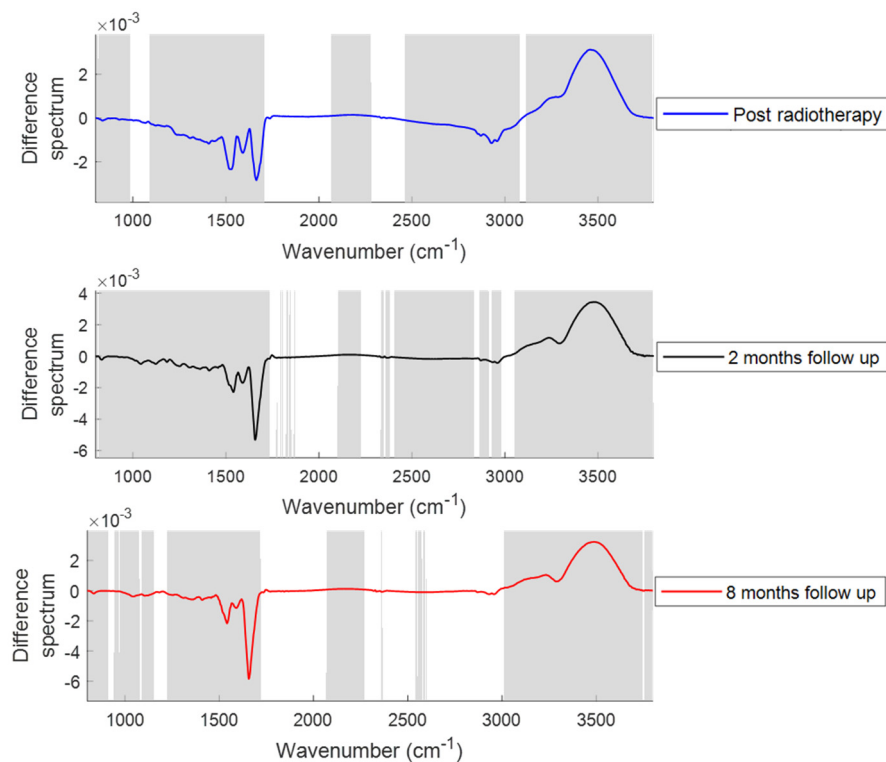 ×10⁻³
2
0
-2
Difference
spectrum
1000 1500 2000 2500 3000 3500
Wavenumber (cm⁻¹)
Post radiotherapy
×10⁻³
4
2
0
-2
-4
-6
Difference
spectrum
1000 1500 2000 2500 3000 3500
Wavenumber (cm⁻¹)
2 months follow up
×10⁻³
2
0
-2
-4
-6
Difference
spectrum
1000 1500 2000 2500 3000 3500
Wavenumber (cm⁻¹)
8 months follow up